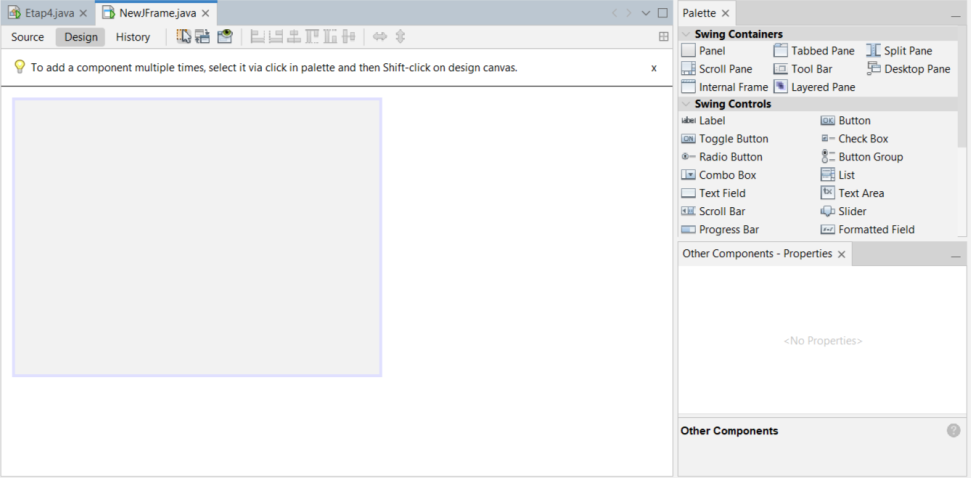 Etap4.java × NewJFrame.java ×
Source Design History
To add a component multiple times, select it via click in palette and then Shift-click on design canvas. x
Palette ×
Swing Containers
Panel Tabbed Pane Split Pane
Scroll Pane Tool Bar Desktop Pane
Internal Frame Layered Pane
Swing Controls
label Label OK Button
ON Toggle Button Check Box
Radio Button Button Group
Combo Box List
Text Field Text Area
Scroll Bar Slider
Progress Bar Formatted Field
Other Components - Properties ×
<No Properties>
Other Components ?